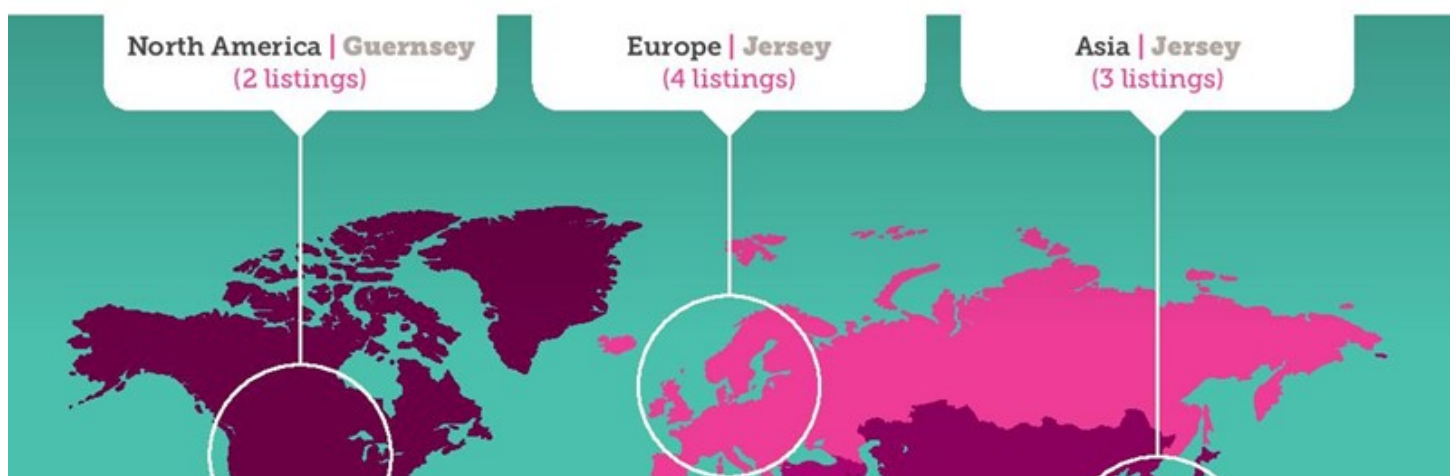 North America | Guernsey
(2 listings)
Europe | Jersey
(4 listings)
Asia | Jersey
(3 listings)